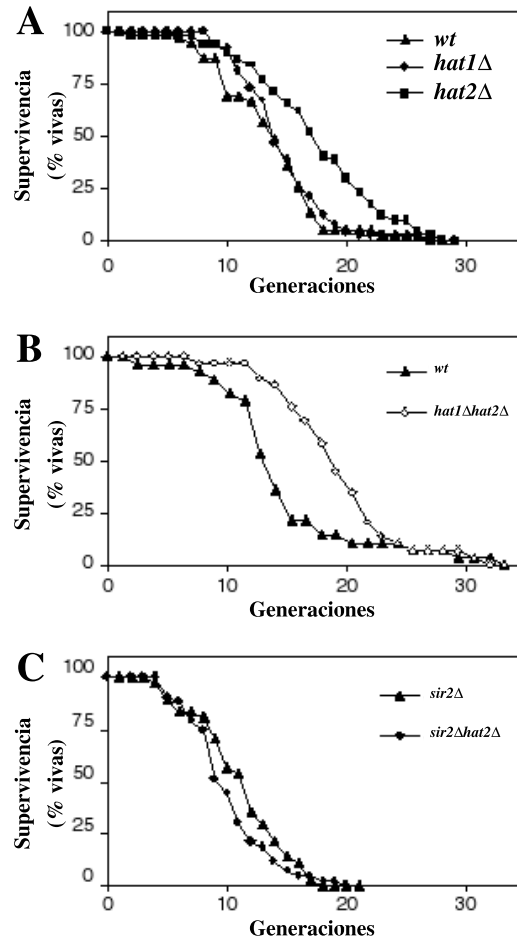 A
wt
hat1Δ
hat2Δ
100
75
50
25
0
Supervivencia
(% vivas)
0 10 20 30
Generaciones
B
wt
hat1Δhat2Δ
100
75
50
25
0
Supervivencia
(% vivas)
0 10 20 30
Generaciones
C
sir2Δ
sir2Δhat2Δ
100
75
50
25
0
Supervivencia
(% vivas)
0 10 20 30
Generaciones